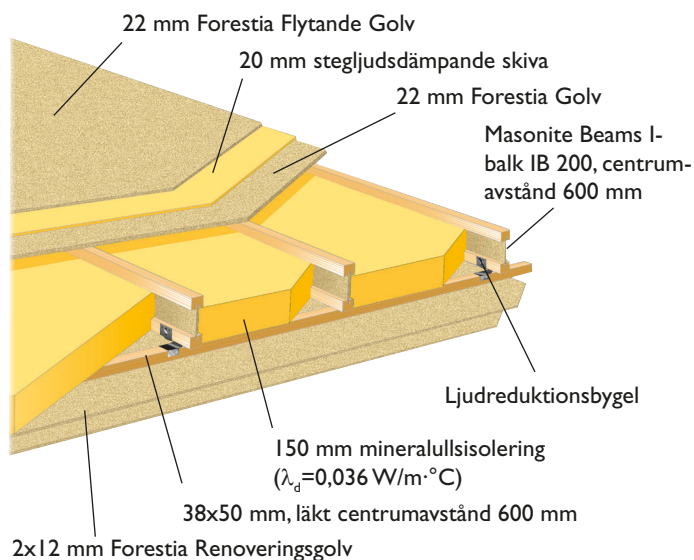 22 mm Forestia Flytande Golv
20 mm stegljudsdämpande skiva
22 mm Forestia Golv
Masonite Beams I-
balk IB 200, centrum-
avstånd 600 mm
Ljudreduktionsbygel
150 mm mineralullsisolering
(λd=0,036 W/m·°C)
38x50 mm, läkt centrumavstånd 600 mm
2x12 mm Forestia Renoveringsgolv